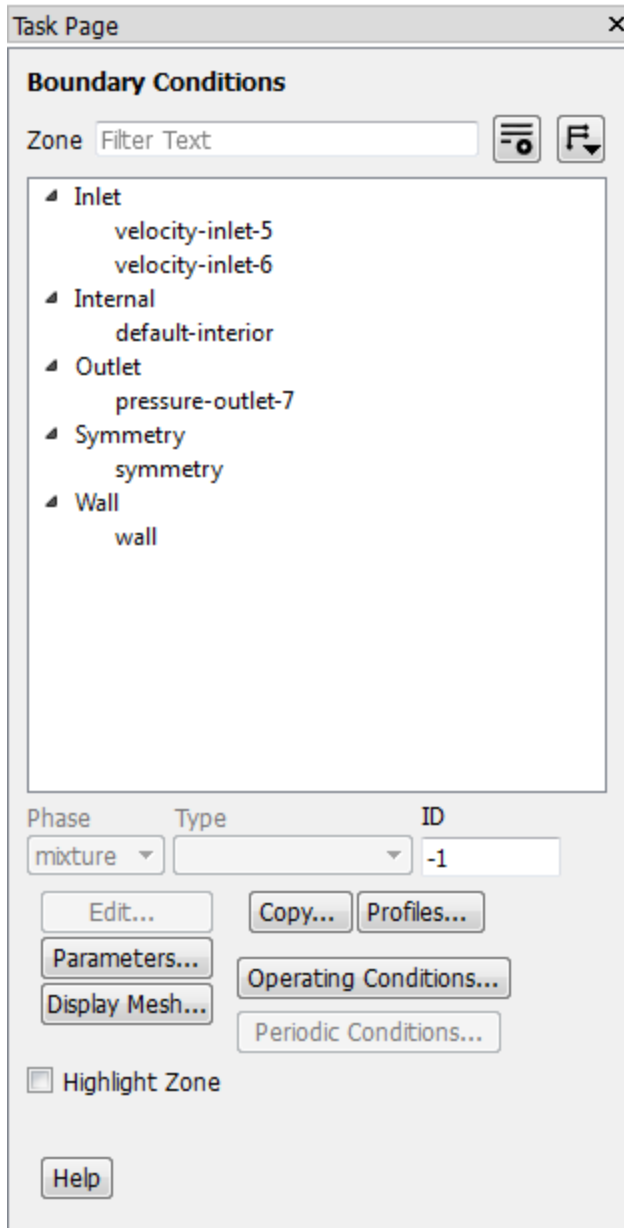 Task Page
Boundary Conditions
Zone Filter Text
Inlet
velocity-inlet-5
velocity-inlet-6
Internal
default-interior
Outlet
pressure-outlet-7
Symmetry
symmetry
Wall
wall
Phase Type ID
mixture -1
Edit... Copy... Profiles...
Parameters...
Operating Conditions...
Display Mesh...
Periodic Conditions...
Highlight Zone
Help